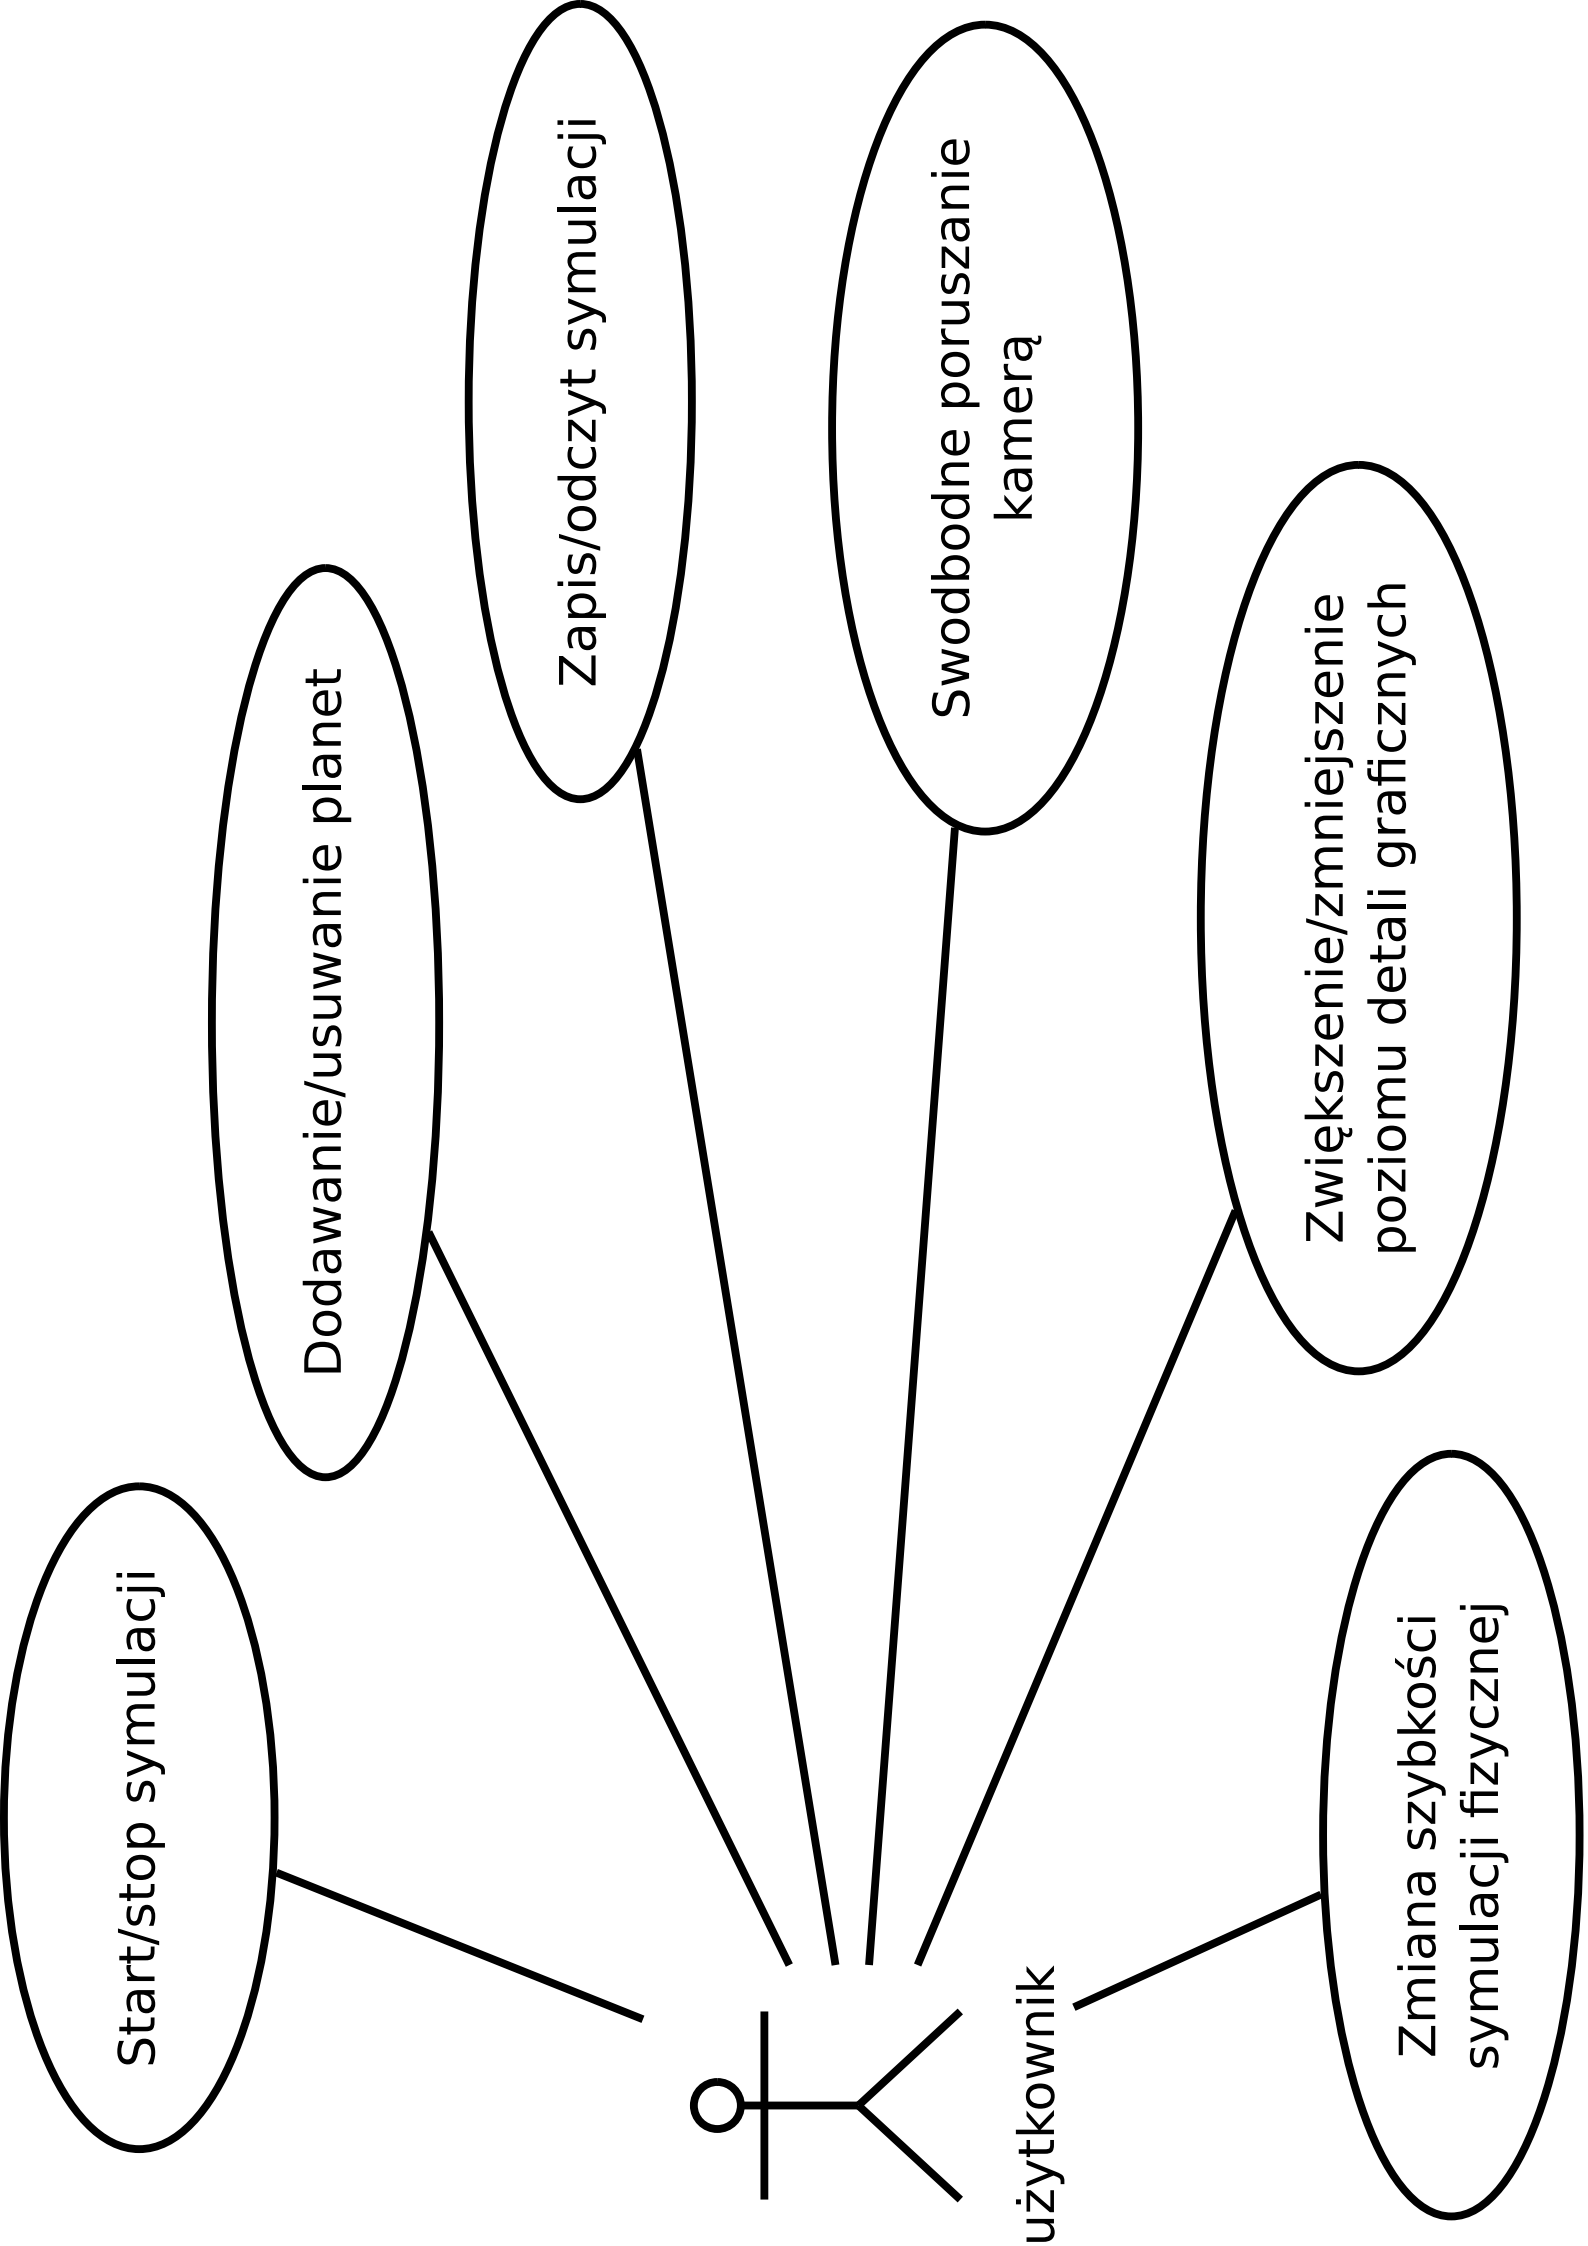 Start/stop symulacji
Dodawanie/usuwanie planet
Zapis/odczyt symulacji
Swodbodne poruszanie
kamerą
Zwiększenie/zmniejszenie
poziomu detali graficznych
użytkownik
Zmiana szybkości
symulacji fizycznej